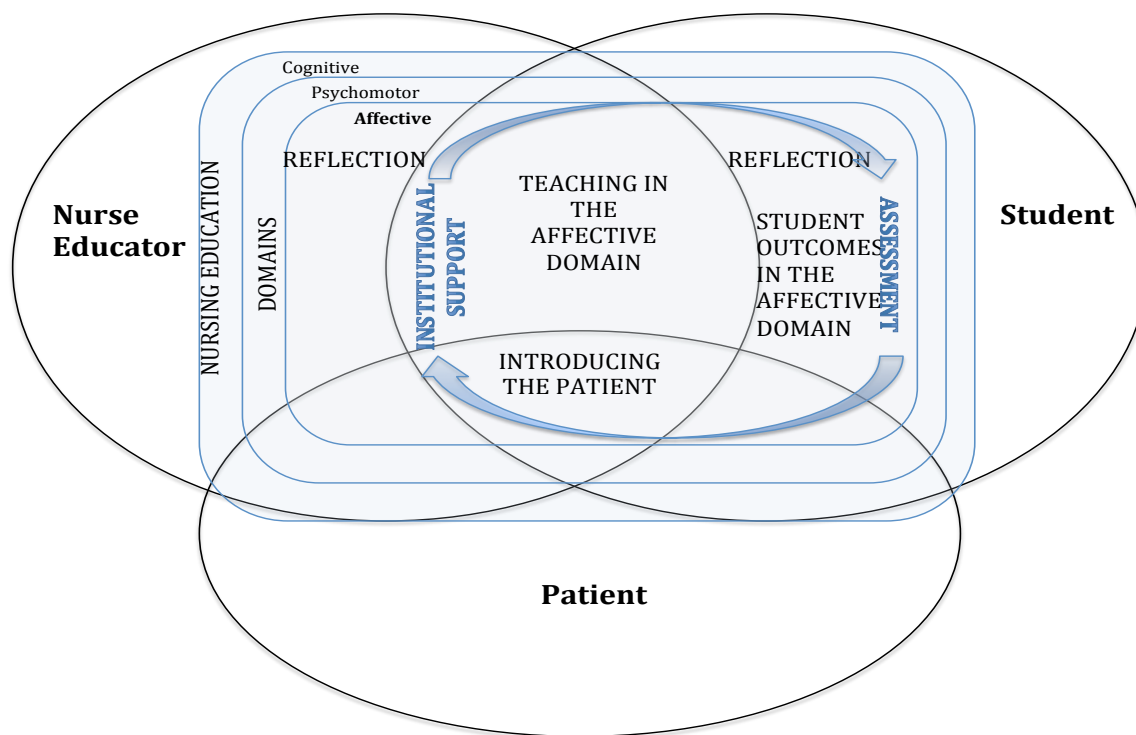 Cognitive
Psychomotor
Affective
REFLECTION
REFLECTION
Nurse
Educator
NURSING EDUCATION
DOMAINS
INSTITUTIONAL
SUPPORT
TEACHING IN
THE
AFFECTIVE
DOMAIN
STUDENT
OUTCOMES
IN THE
AFFECTIVE
DOMAIN
ASSESSMENT
Student
INTRODUCING
THE PATIENT
Patient